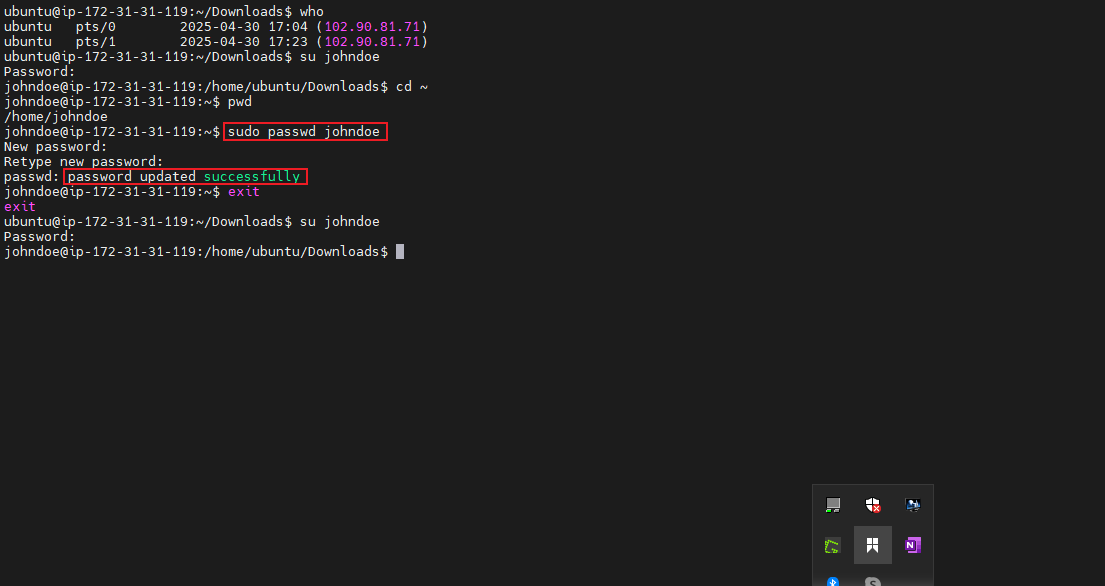 ubuntu@ip-172-31-31-119:~/Downloads$ who
ubuntu   pts/0        2025-04-30 17:04 (102.90.81.71)
ubuntu   pts/1        2025-04-30 17:23 (102.90.81.71)
ubuntu@ip-172-31-31-119:~/Downloads$ su johndoe
Password:
johndoe@ip-172-31-31-119:/home/ubuntu/Downloads$ cd ~
johndoe@ip-172-31-31-119:~$ pwd
/home/johndoe
johndoe@ip-172-31-31-119:~$ sudo passwd johndoe
New password:
Retype new password:
passwd: password updated successfully
johndoe@ip-172-31-31-119:~$ exit
exit
ubuntu@ip-172-31-31-119:~/Downloads$ su johndoe
Password:
johndoe@ip-172-31-31-119:/home/ubuntu/Downloads$
N
S